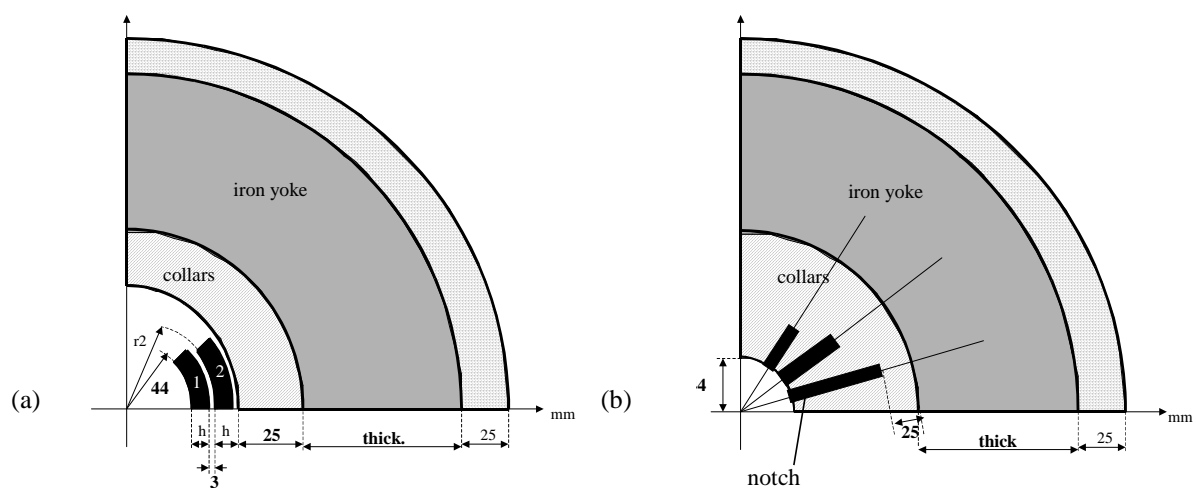 iron yoke
collars
r2
44
1
2
(a)
mm
h
h
25
thick.
25
3
iron yoke
collars
(b)
.4
mm
25
thick
25
notch